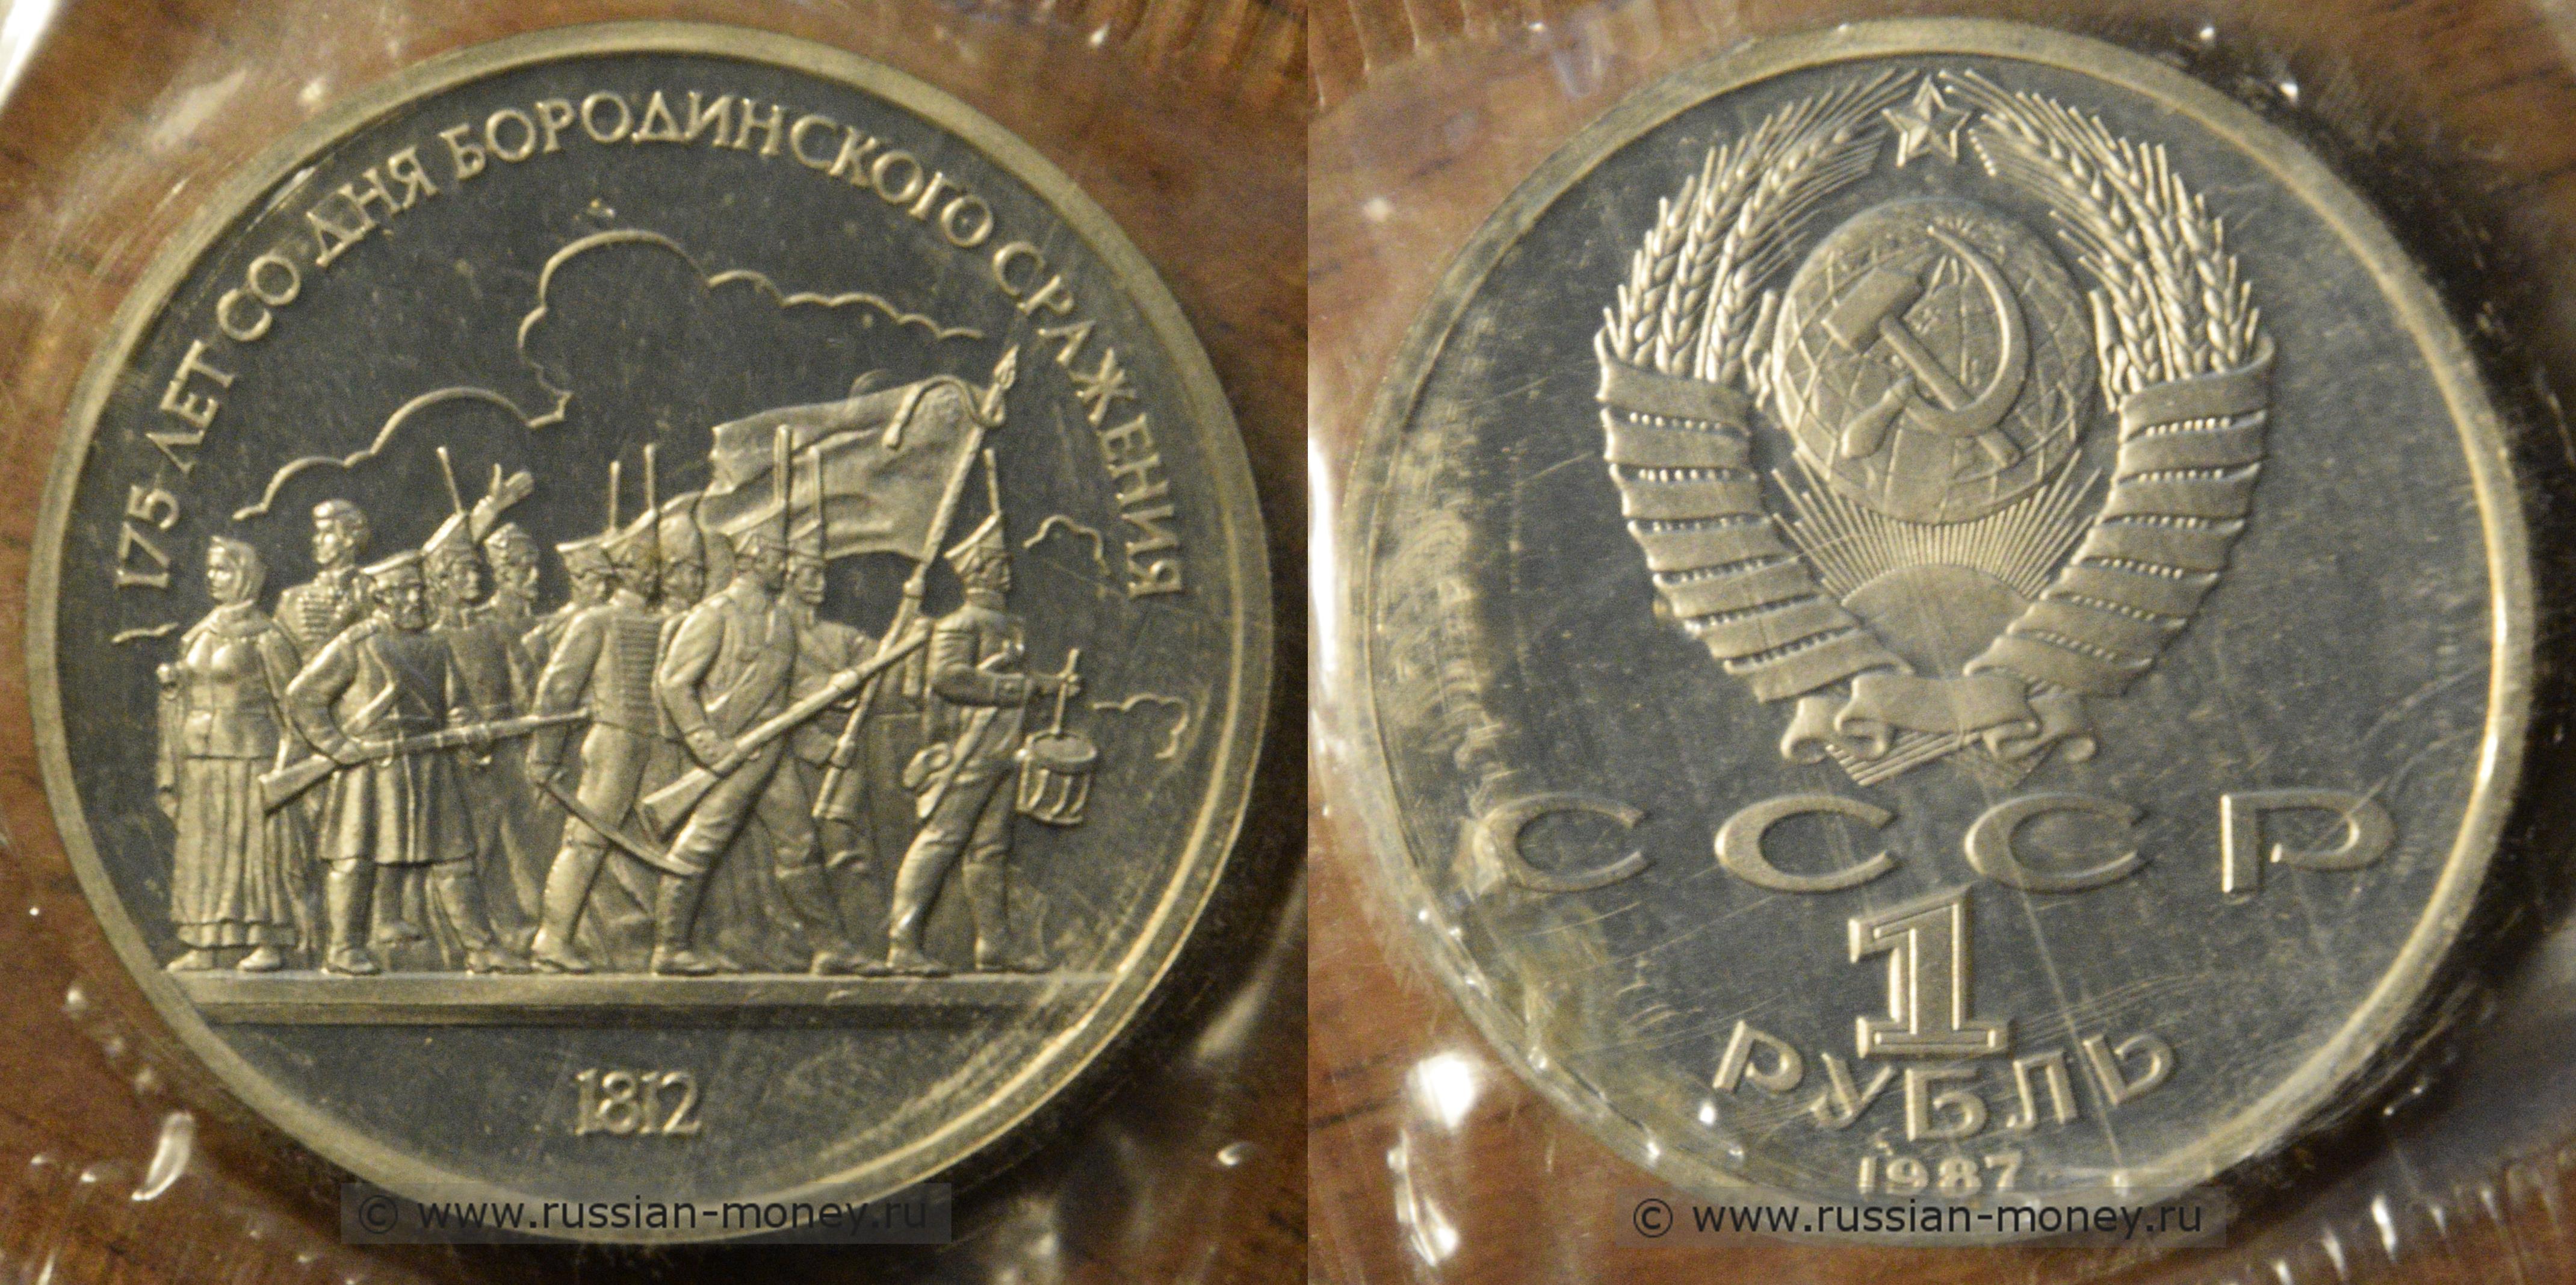 175 ЛЕТ СО ДНЯ БОРОДИНСКОГО СРАЖЕНИЯ
1812
© www.russian-money.ru
СССР
1
РУБЛЬ
1987
© www.russian-money.ru